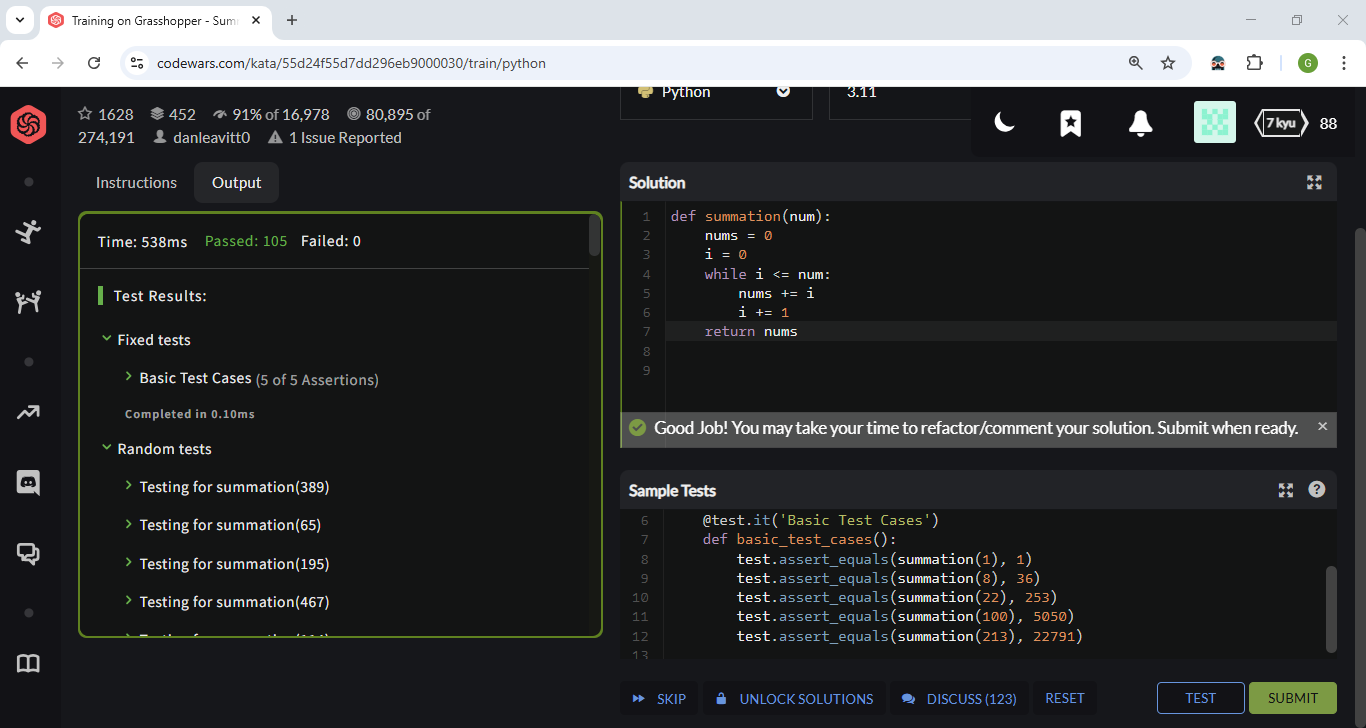 Training on Grasshopper - Sum
codewars.com/kata/55d24f55d7dd296eb9000030/train/python
G
1628 452 91% of 16,978 80,895 of
274,191 danleavitt0 1 Issue Reported
Python
3.11
7 kyu 88
Instructions Output
Time: 538ms Passed: 105 Failed: 0
Test Results:
Fixed tests
Basic Test Cases (5 of 5 Assertions)
Completed in 0.10ms
Random tests
Testing for summation(389)
Testing for summation(65)
Testing for summation(195)
Testing for summation(467)
Solution
1 def summation(num):
2 nums = 0
3 i = 0
4 while i <= num:
5 nums += i
6 i += 1
7 return nums
8
9
Good Job! You may take your time to refactor/comment your solution. Submit when ready.
Sample Tests
6 @test.it('Basic Test Cases')
7 def basic_test_cases():
8 test.assert_equals(summation(1), 1)
9 test.assert_equals(summation(8), 36)
10 test.assert_equals(summation(22), 253)
11 test.assert_equals(summation(100), 5050)
12 test.assert_equals(summation(213), 22791)
13
SKIP UNLOCK SOLUTIONS DISCUSS (123) RESET TEST SUBMIT